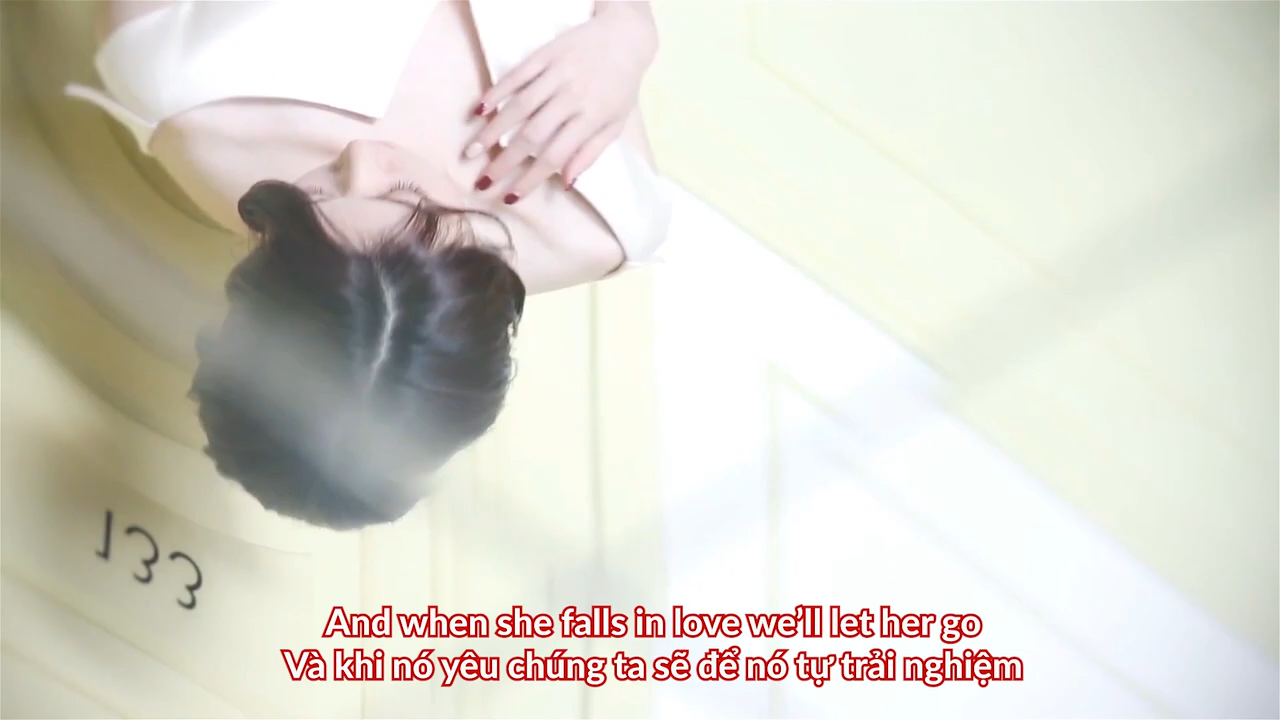 133
And when she falls in love we'll let her go
Và khi nó yêu chúng ta sẽ để nó tự trải nghiệm